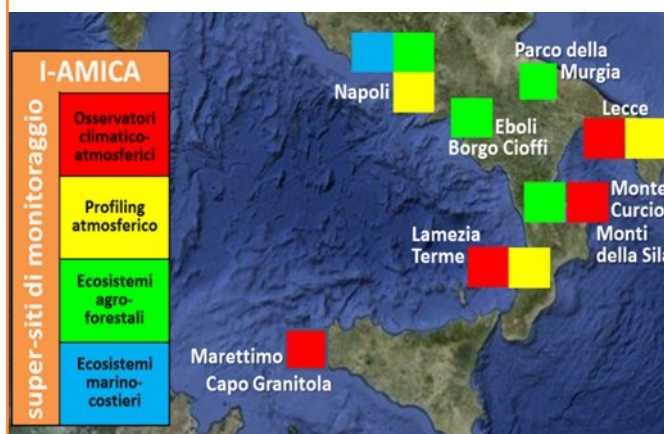 I-AMICA
super-siti di monitoraggio
Osservatori
climatico-
atmosferici
Profiling
atmosferico
Ecosistemi
agro-
forestali
Ecosistemi
marino-
costieri
Napoli
Parco della
Murgia
Eboli
Borgo Cioffi
Lecce
Monte
Curcio
Monti
della Sila
Lamezia
Terme
Marettimo
Capo Granitola